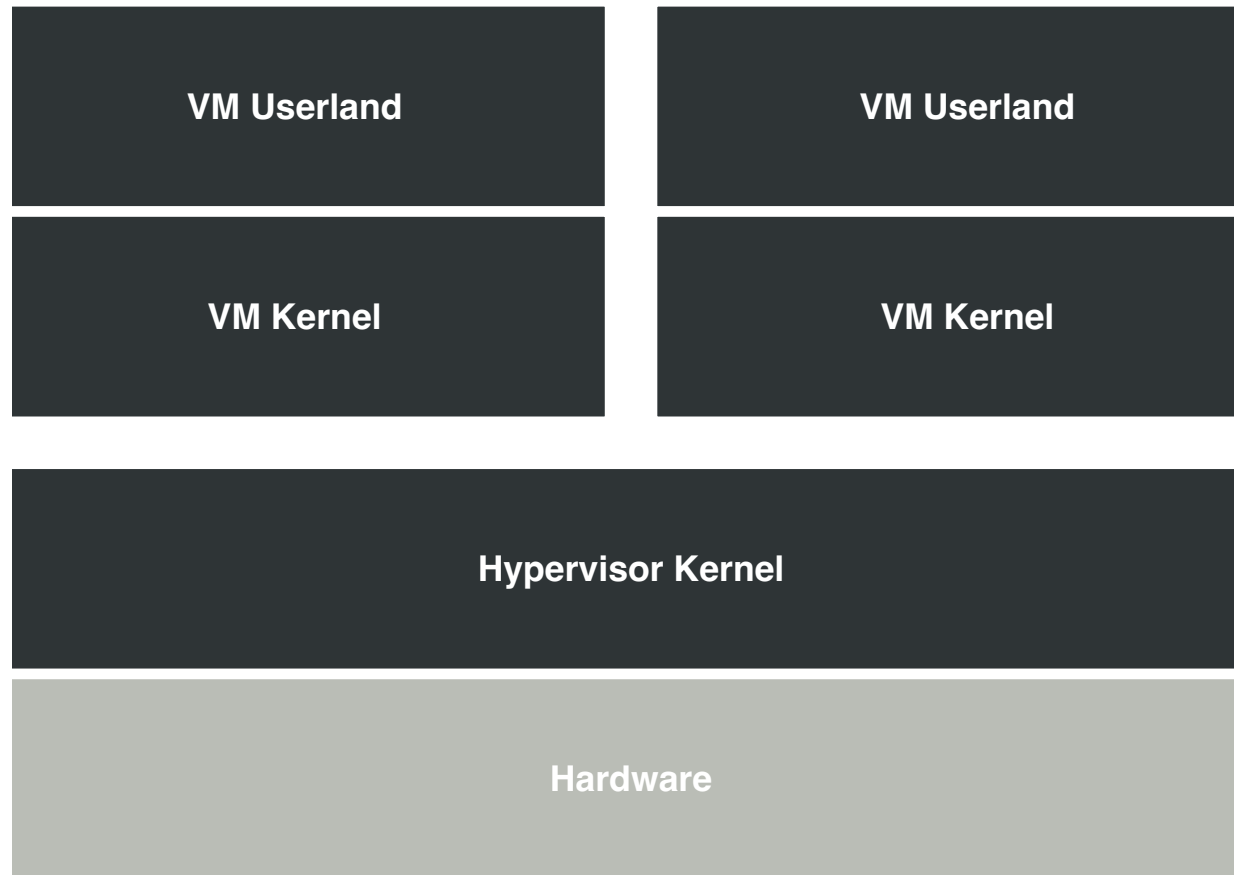 VM Userland
VM Userland
VM Kernel
VM Kernel
Hypervisor Kernel
Hardware